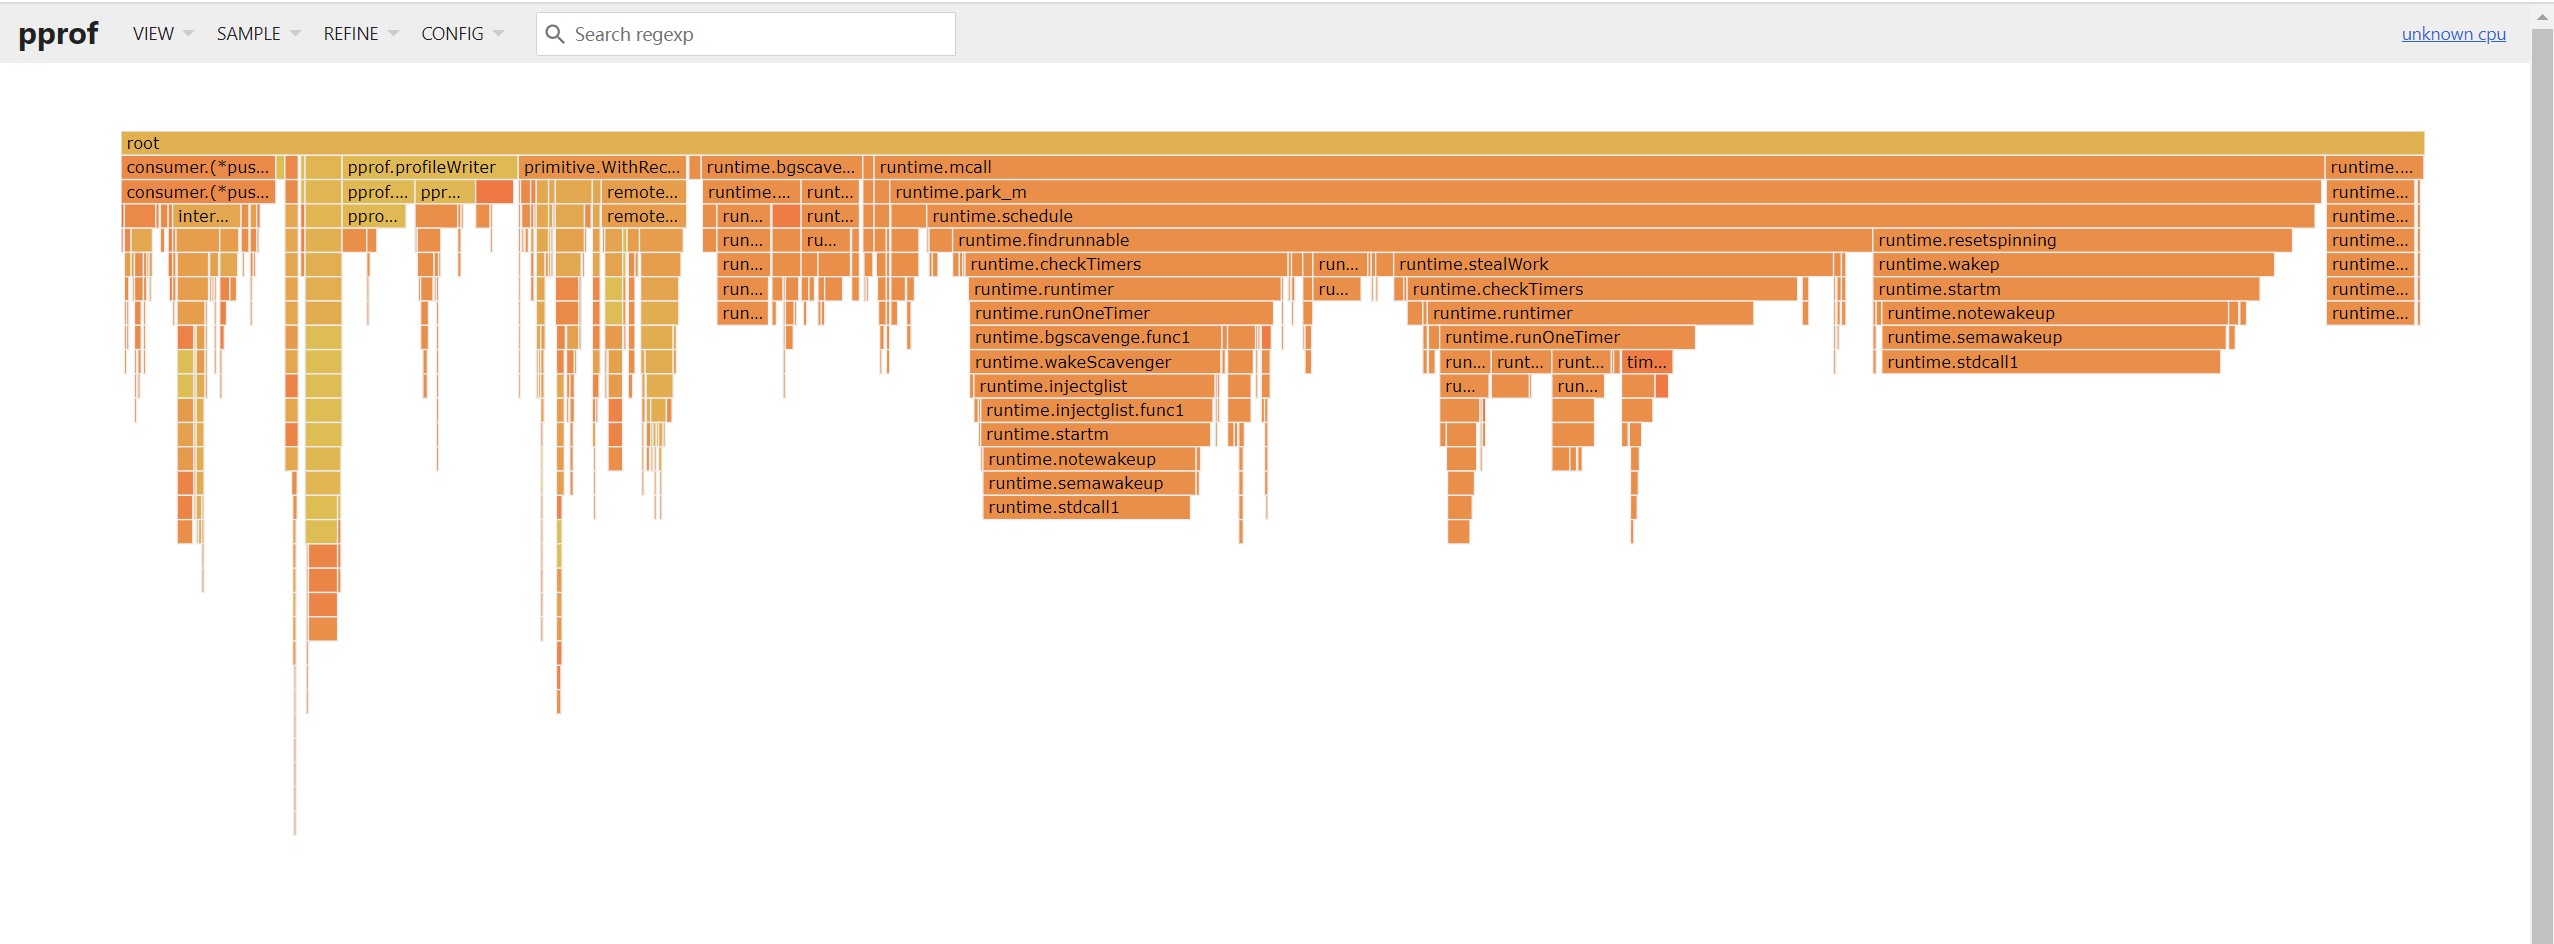 pprof VIEW SAMPLE REFINE CONFIG Search regexp unknown cpu
root
consumer.(*pus... pprof.profileWriter primitive.WithRec... runtime.bgscave... runtime.mcall runtime....
consumer.(*pus... pprof.... ppr... remote... runtime.... runt... runtime.park_m runtime...
inter... ppro... remote... run... runt... runtime.schedule runtime...
run... ru... runtime.findrunnable runtime.resetspinning runtime...
run... runtime.checkTimers run... runtime.stealWork runtime.wakep runtime...
run... runtime.runtimer ru... runtime.checkTimers runtime.startm runtime...
run... runtime.runOneTimer runtime.runtimer runtime.notewakeup runtime...
runtime.bgscavenge.func1 runtime.runOneTimer runtime.semawakeup
runtime.wakeScavenger run... runt... runt... tim... runtime.stdcall1
runtime.injectglist ru... run...
runtime.injectglist.func1
runtime.startm
runtime.notewakeup
runtime.semawakeup
runtime.stdcall1